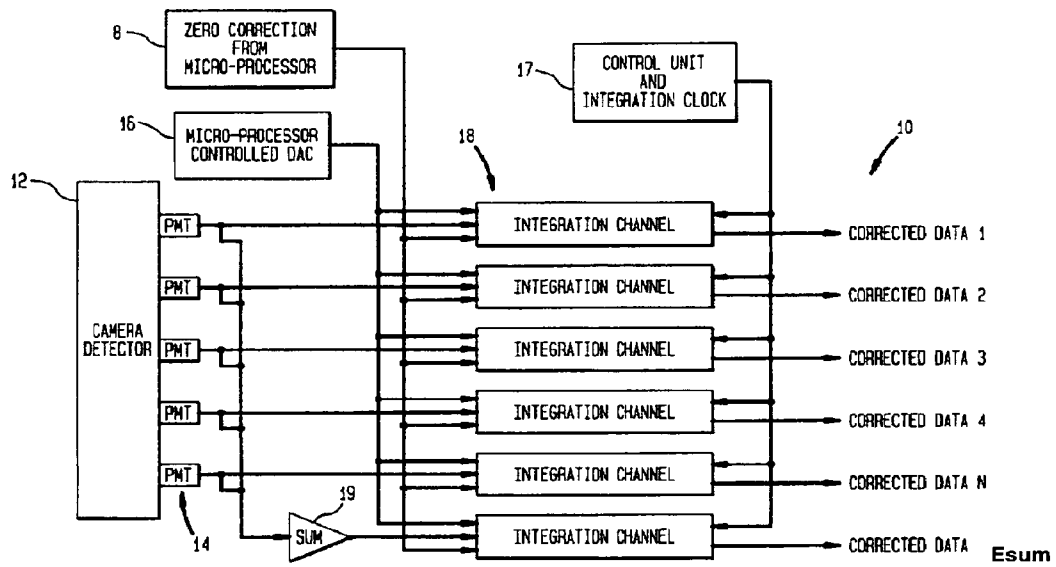 8
ZERO CORRECTION
FROM
MICRO-PROCESSOR
17
CONTROL UNIT
AND
INTEGRATION CLOCK
16
MICRO-PROCESSOR
CONTROLLED DAC
18
10
12
CAMERA
DETECTOR
PMT
INTEGRATION CHANNEL
CORRECTED DATA 1
PMT
INTEGRATION CHANNEL
CORRECTED DATA 2
PMT
INTEGRATION CHANNEL
CORRECTED DATA 3
PMT
INTEGRATION CHANNEL
CORRECTED DATA 4
PMT
INTEGRATION CHANNEL
CORRECTED DATA N
14
19
SUM
INTEGRATION CHANNEL
CORRECTED DATA Esum